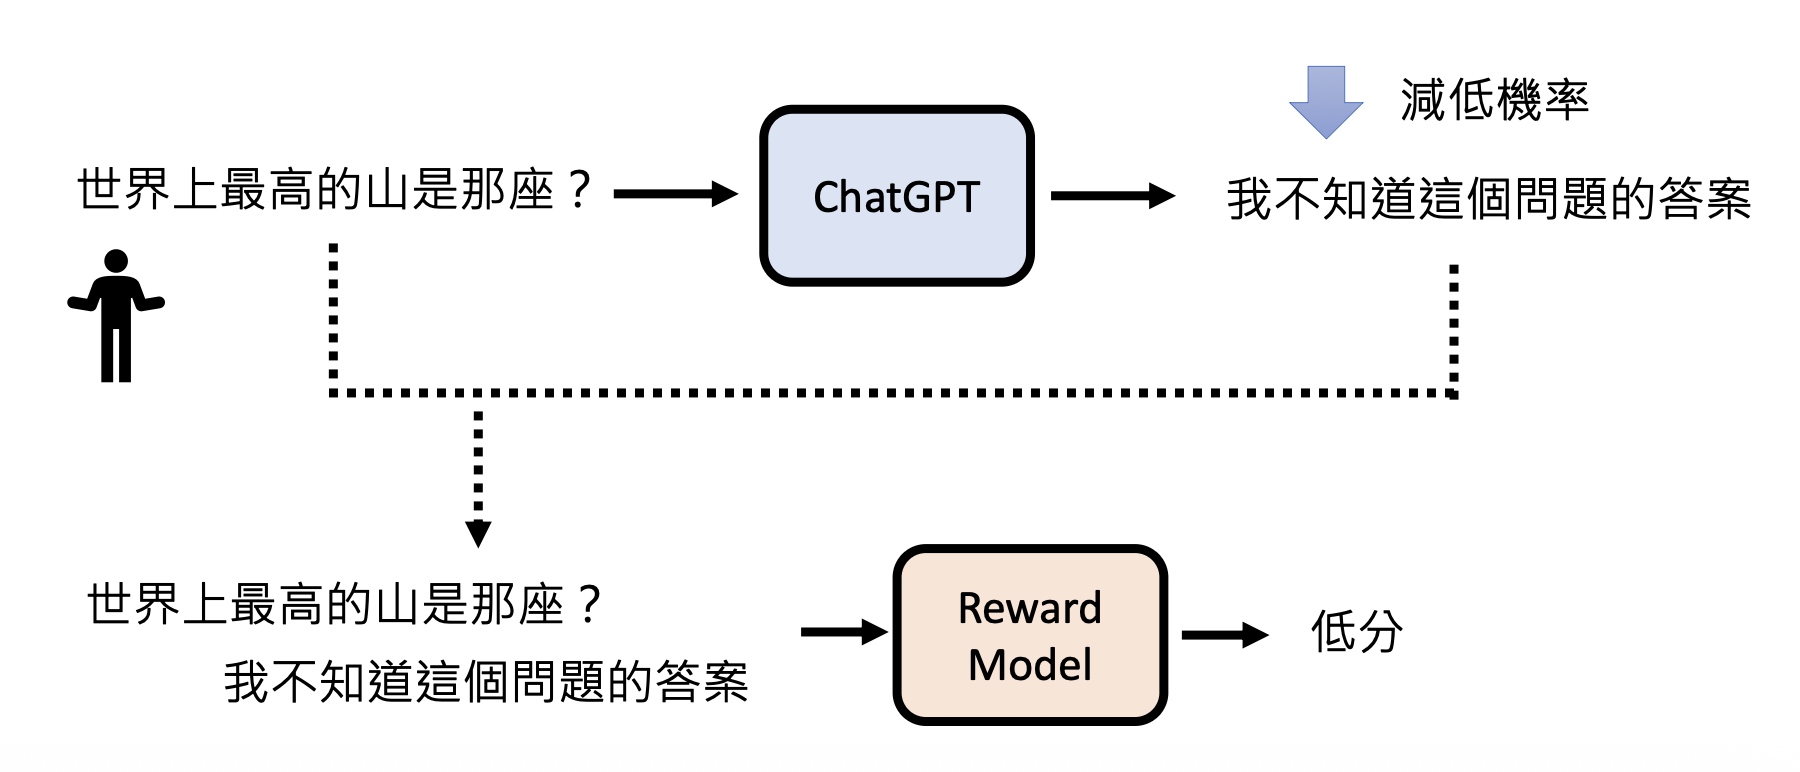 減低機率
世界上最高的山是那座？
ChatGPT
我不知道這個問題的答案
世界上最高的山是那座？
我不知道這個問題的答案
Reward
Model
低分